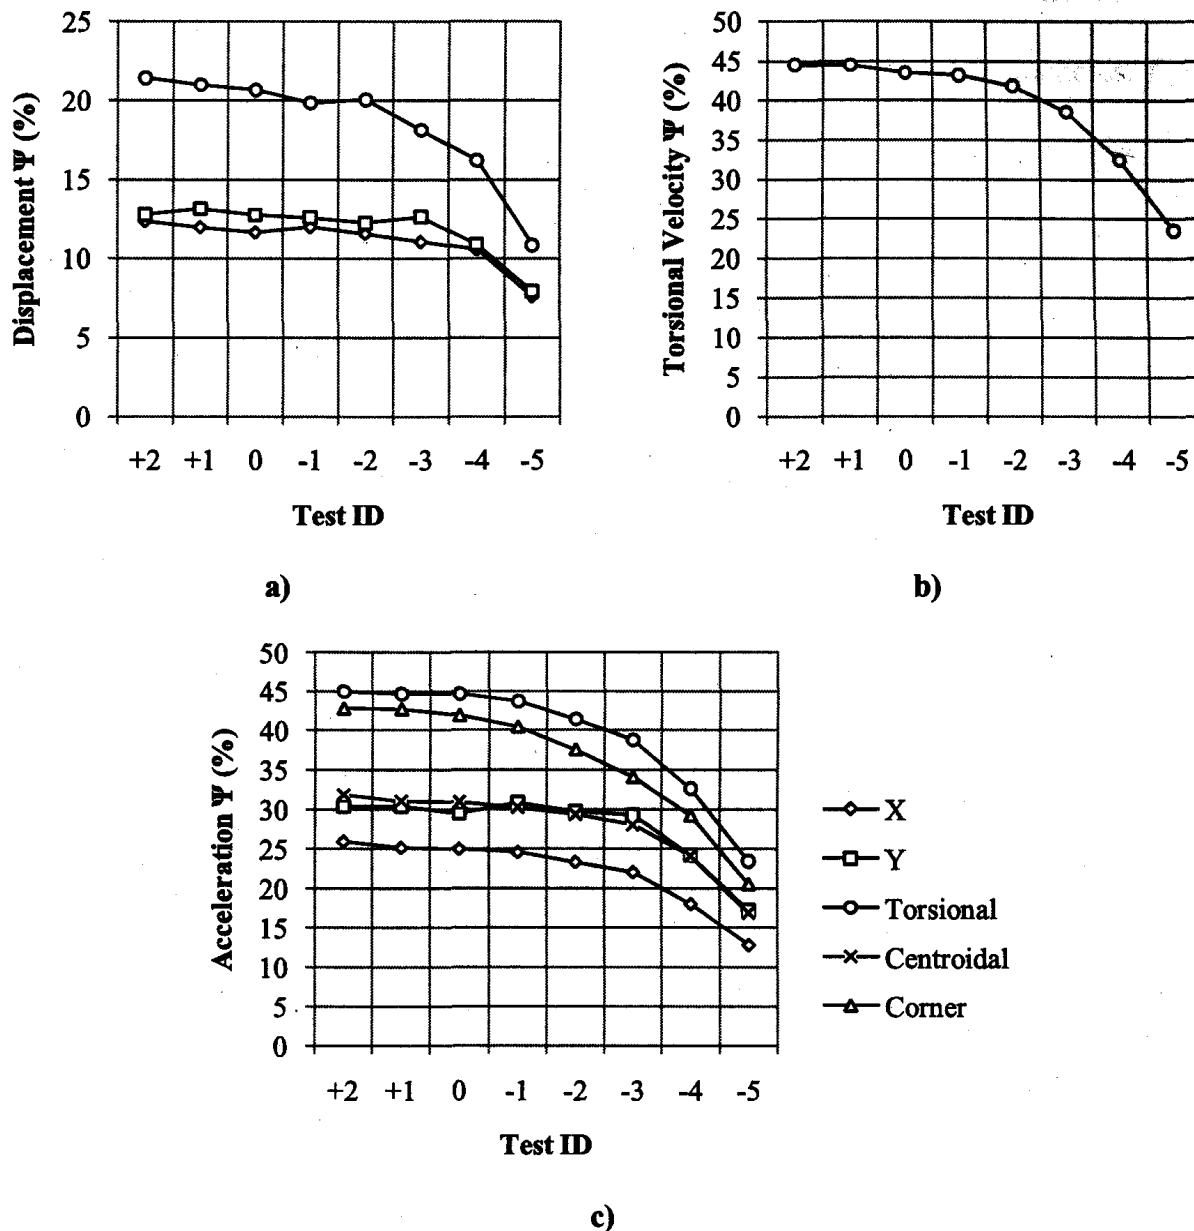 Displacement Ψ (%)
25
20
15
10
5
0
+2 +1 0 -1 -2 -3 -4 -5
Test ID
a)
Torsional Velocity Ψ (%)
50
45
40
35
30
25
20
15
10
5
0
+2 +1 0 -1 -2 -3 -4 -5
Test ID
b)
Acceleration Ψ (%)
50
45
40
35
30
25
20
15
10
5
0
+2 +1 0 -1 -2 -3 -4 -5
Test ID
X
Y
Torsional
Centroidal
Corner
c)